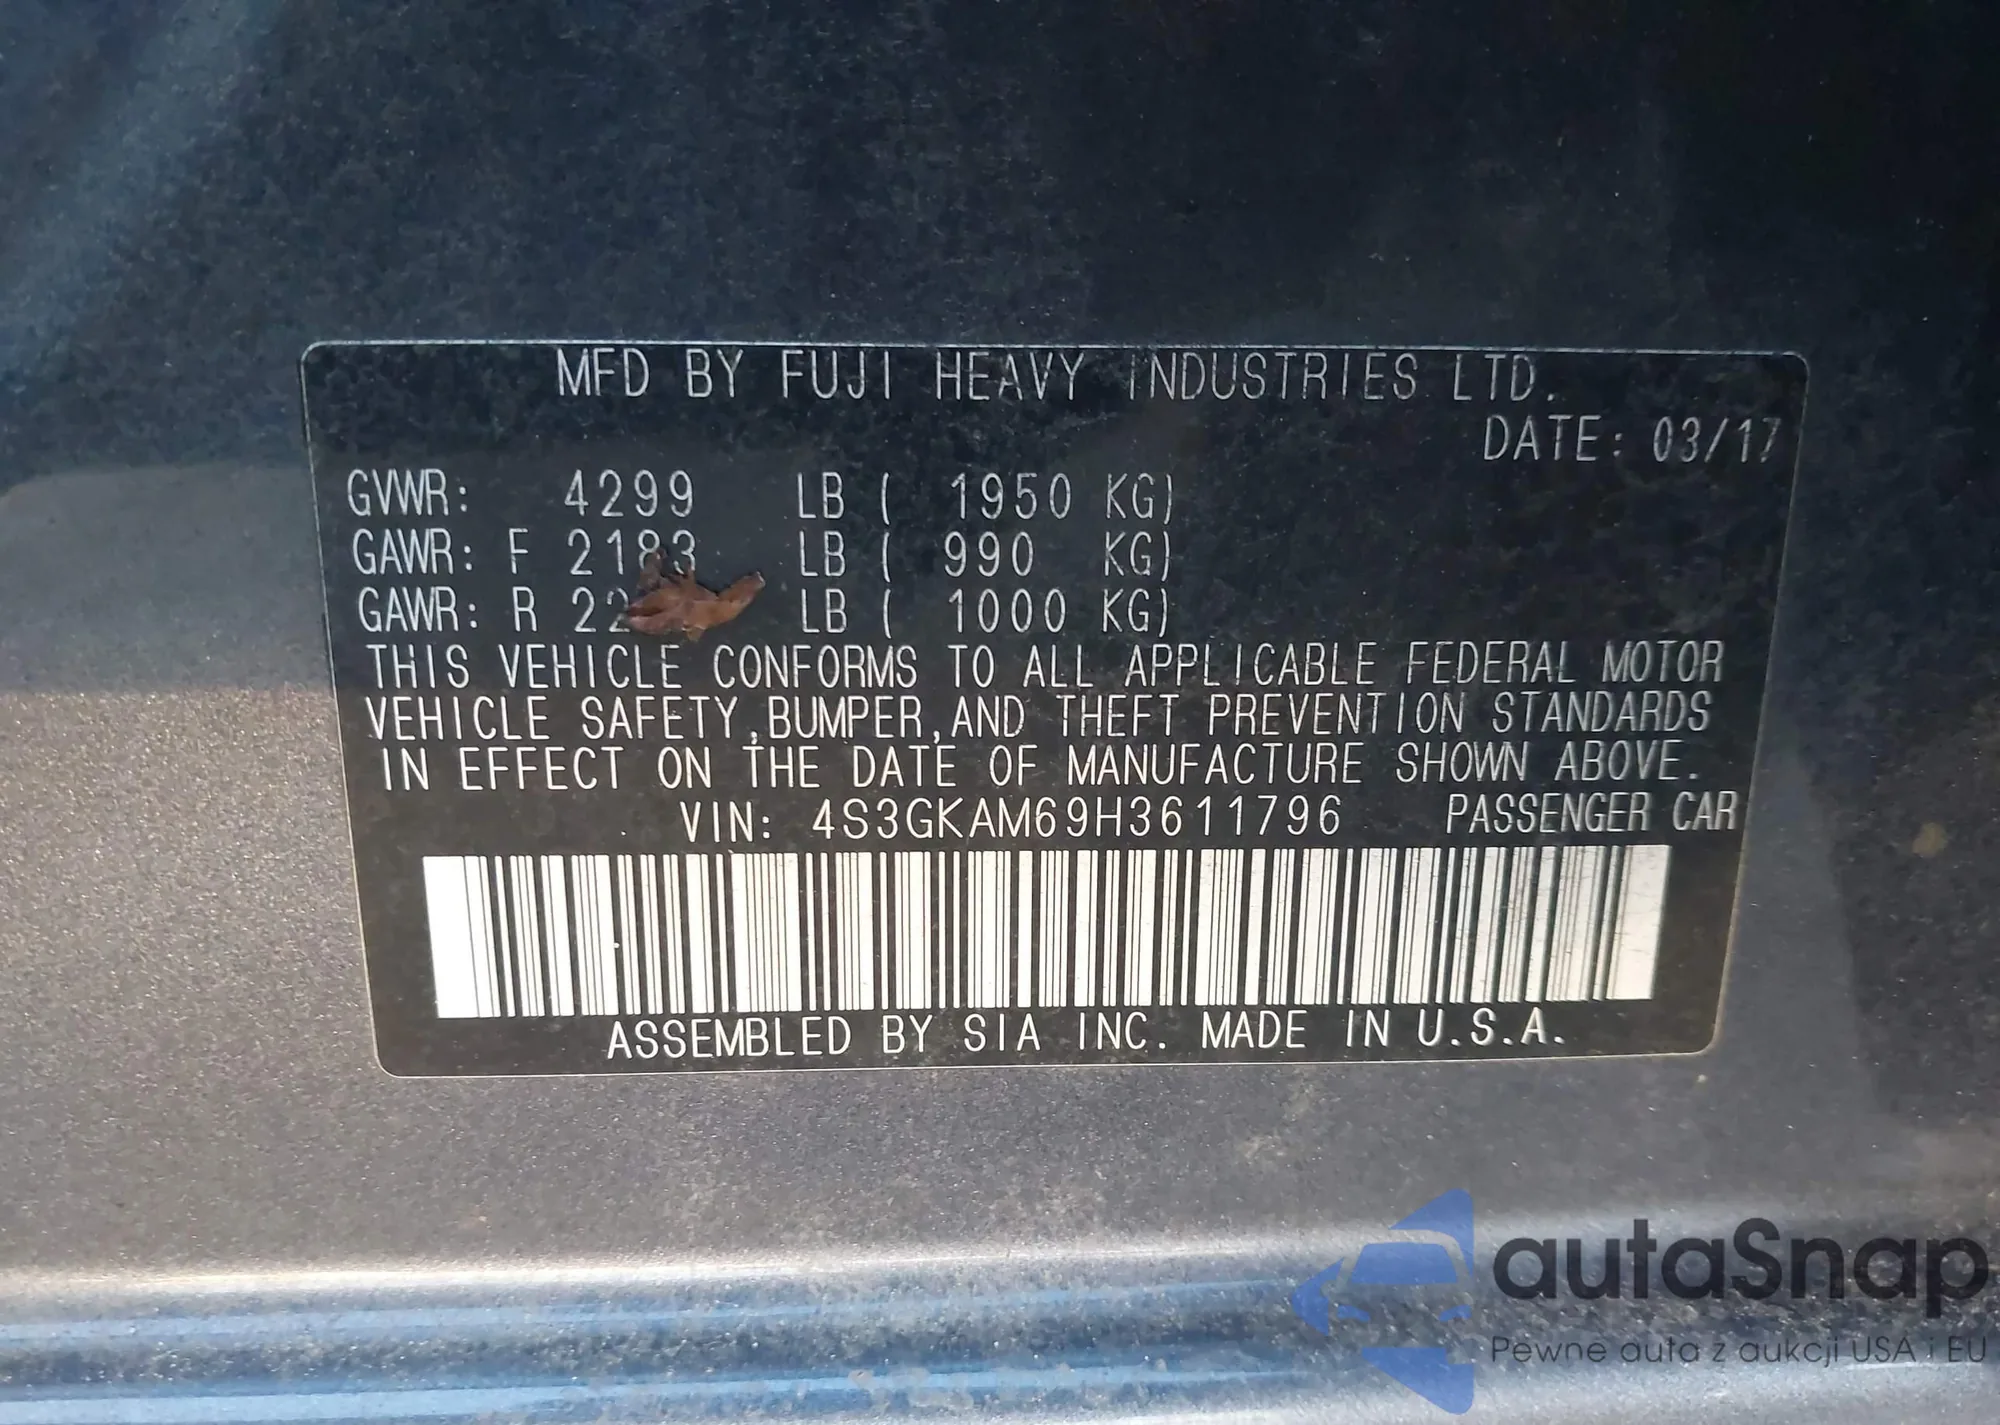 MFD BY FUJI HEAVY INDUSTRIES LTD.
DATE: 03/17
GVWR: 4299 LB ( 1950 KG)
GAWR: F 2183 LB ( 990 KG)
GAWR: R LB ( 1000 KG)
THIS VEHICLE CONFORMS TO ALL APPLICABLE FEDERAL MOTOR
VEHICLE SAFETY,BUMPER,AND THEFT PREVENTION STANDARDS
IN EFFECT ON THE DATE OF MANUFACTURE SHOWN ABOVE.
VIN: 4S3GKAM69H3611796 PASSENGER CAR
ASSEMBLED BY SIA INC. MADE IN U.S.A.
autaSnap
Pewne auta z aukcji USA i EU